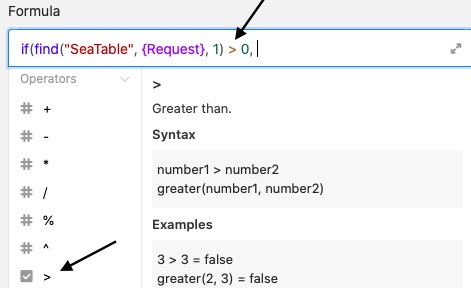 Formula
if(find("SeaTable", {Request}, 1) > 0,
Operators
+
-
*
/
%
^
>
>
Greater than.
Syntax
number1 > number2
greater(number1, number2)
Examples
3 > 3 = false
greater(2, 3) = false